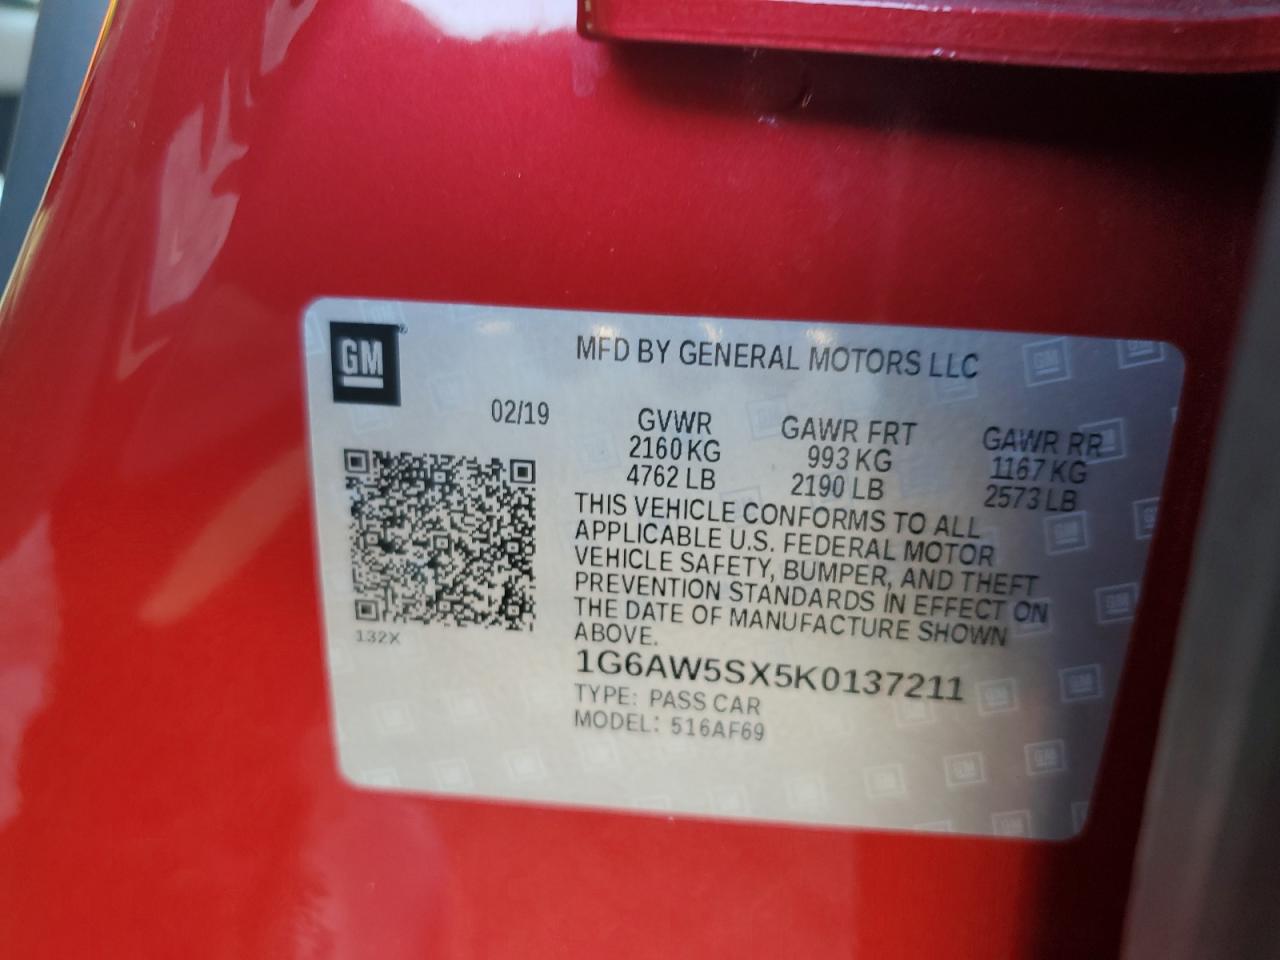 GM
MFD BY GENERAL MOTORS LLC
02/19 GVWR GAWR FRT GAWR RR
2160 KG 993 KG 1167 KG
4762 LB 2190 LB 2573 LB
THIS VEHICLE CONFORMS TO ALL
APPLICABLE U.S. FEDERAL MOTOR
VEHICLE SAFETY, BUMPER, AND THEFT
PREVENTION STANDARDS IN EFFECT ON
THE DATE OF MANUFACTURE SHOWN
ABOVE.
132X
1G6AW5SX5K0137211
TYPE: PASS CAR
MODEL: 516AF69